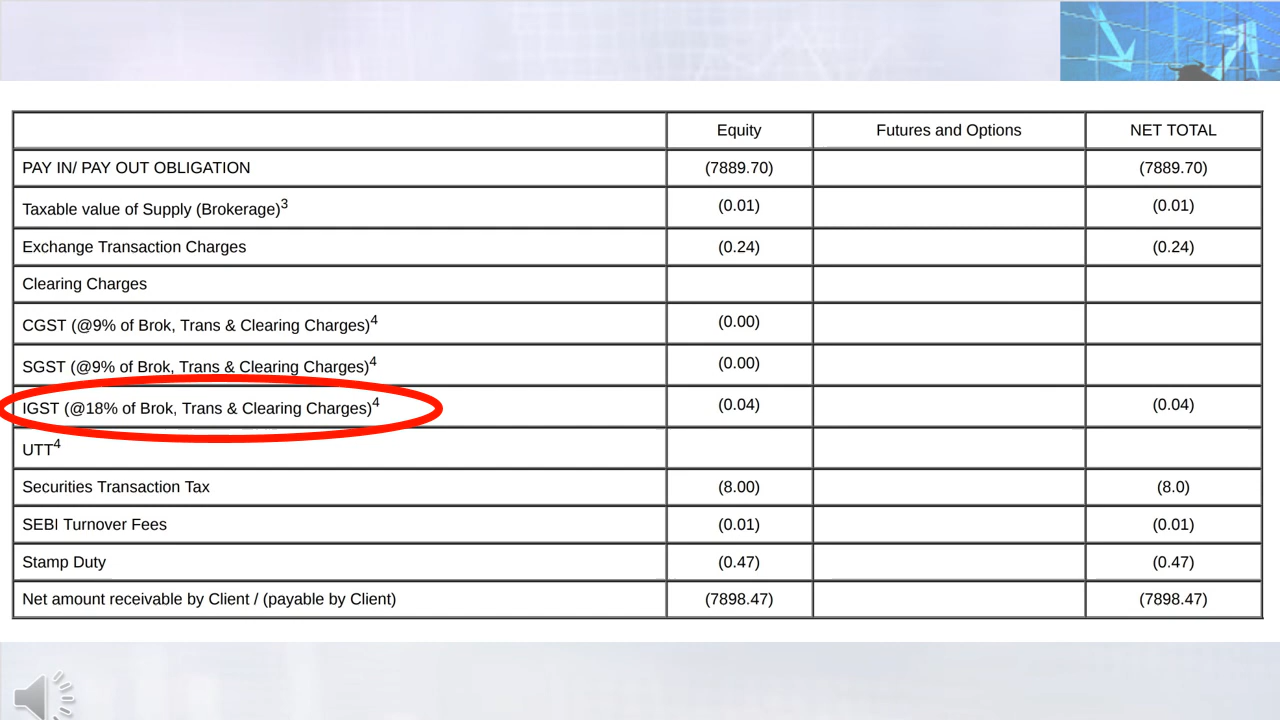 Equity Futures and Options NET TOTAL
PAY IN/ PAY OUT OBLIGATION (7889.70) (7889.70)
Taxable value of Supply (Brokerage)3 (0.01) (0.01)
Exchange Transaction Charges (0.24) (0.24)
Clearing Charges
CGST (@9% of Brok, Trans & Clearing Charges)4 (0.00)
SGST (@9% of Brok, Trans & Clearing Charges)4 (0.00)
IGST (@18% of Brok, Trans & Clearing Charges)4 (0.04) (0.04)
UTT4
Securities Transaction Tax (8.00) (8.0)
SEBI Turnover Fees (0.01) (0.01)
Stamp Duty (0.47) (0.47)
Net amount receivable by Client / (payable by Client) (7898.47) (7898.47)